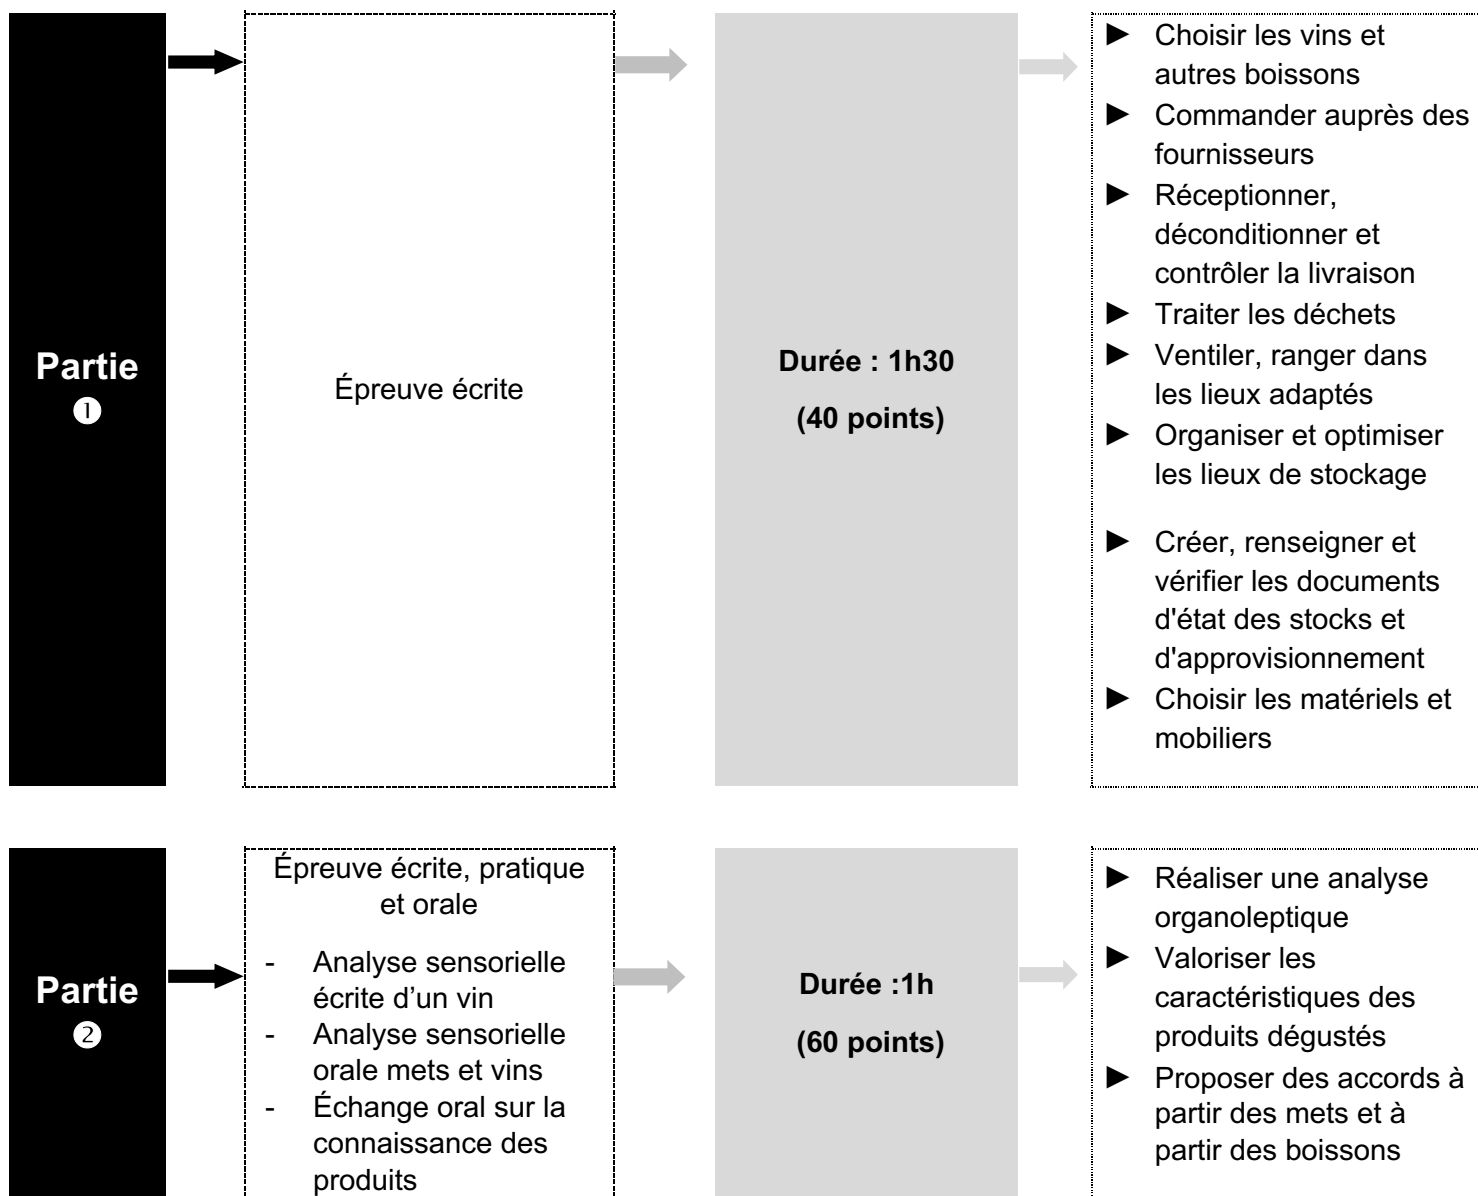 Partie
❶
Épreuve écrite
Durée : 1h30
(40 points)
► Choisir les vins et
autres boissons
► Commander auprès des
fournisseurs
► Réceptionner,
déconditionner et
contrôler la livraison
► Traiter les déchets
► Ventiler, ranger dans
les lieux adaptés
► Organiser et optimiser
les lieux de stockage
► Créer, renseigner et
vérifier les documents
d'état des stocks et
d'approvisionnement
► Choisir les matériels et
mobiliers
Partie
❷
Épreuve écrite, pratique
et orale
- Analyse sensorielle
écrite d’un vin
- Analyse sensorielle
orale mets et vins
- Échange oral sur la
connaissance des
produits
Durée :1h
(60 points)
► Réaliser une analyse
organoleptique
► Valoriser les
caractéristiques des
produits dégustés
► Proposer des accords à
partir des mets et à
partir des boissons